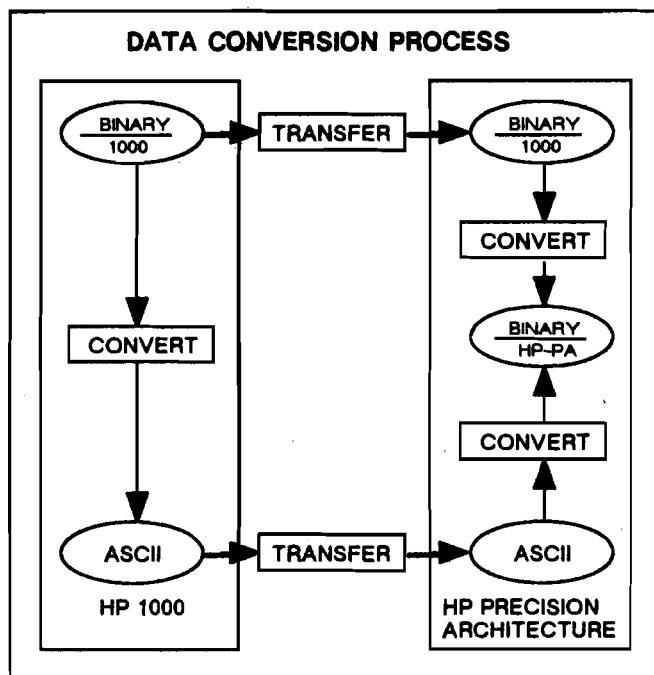 DATA CONVERSION PROCESS
BINARY
1000
TRANSFER
BINARY
1000
CONVERT
CONVERT
BINARY
HP-PA
CONVERT
ASCII
TRANSFER
ASCII
HP 1000
HP PRECISION
ARCHITECTURE